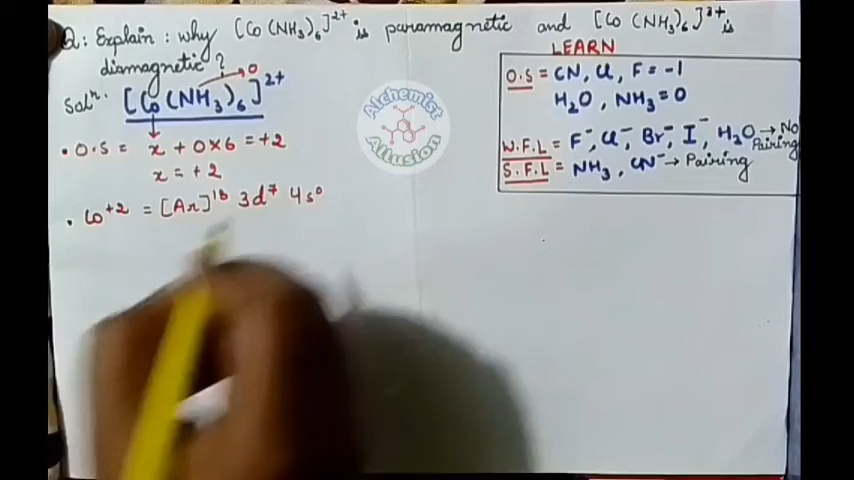 Q: Explain: why [Co(NH₃)₆]²⁺ is paramagnetic and [Co(NH₃)₆]³⁺ is
diamagnetic?
Solⁿ. [Co(NH₃)₆]²⁺ 0
• O.S = x + 0×6 = +2
x = +2
• Co⁺² = [Ar]¹⁸ 3d⁷ 4s⁰
Alchemist
Allusion
LEARN
O.S = CN, Cl, F = -1
H₂O, NH₃ = 0
W.F.L = F⁻, Cl⁻, Br⁻, I⁻, H₂O → No
Pairing
S.F.L = NH₃, CN⁻ → Pairing